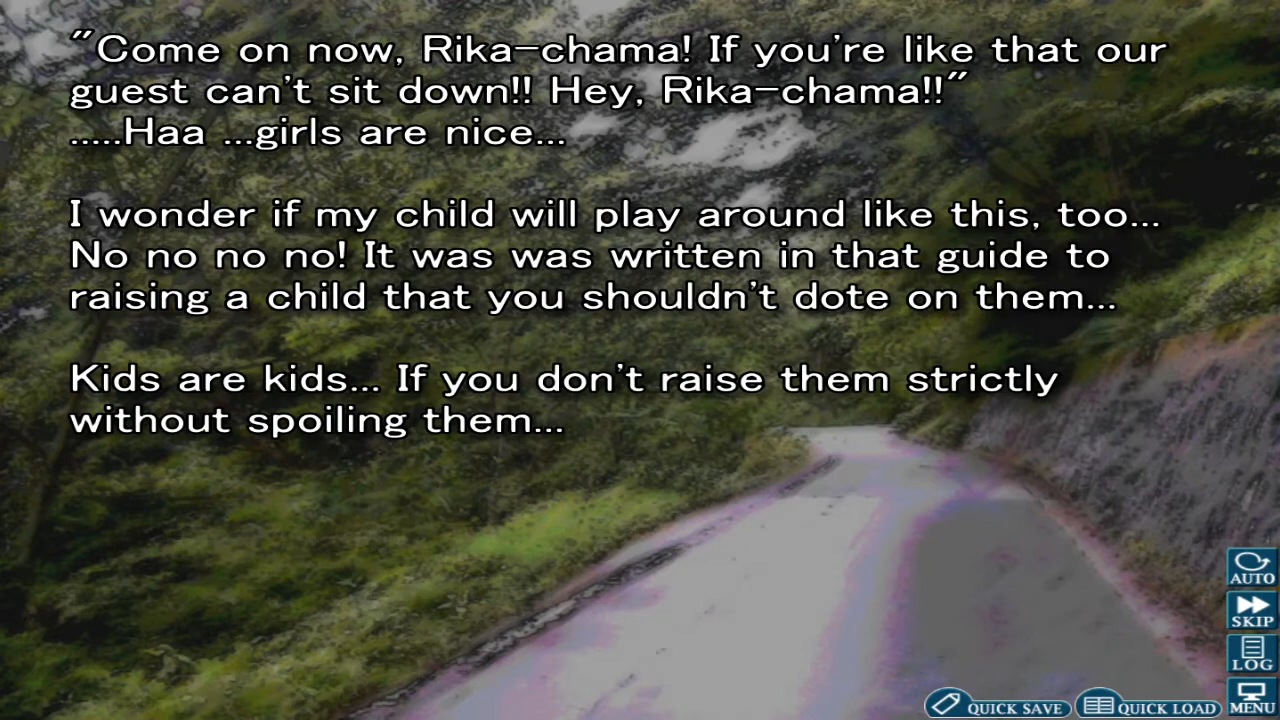 "Come on now, Rika-chama! If you're like that our
guest can't sit down!! Hey, Rika-chama!!"
.....Haa ...girls are nice...
I wonder if my child will play around like this, too...
No no no no! It was was written in that guide to
raising a child that you shouldn't dote on them...
Kids are kids... If you don't raise them strictly
without spoiling them...
AUTO
SKIP
LOG
MENU
QUICK SAVE
QUICK LOAD